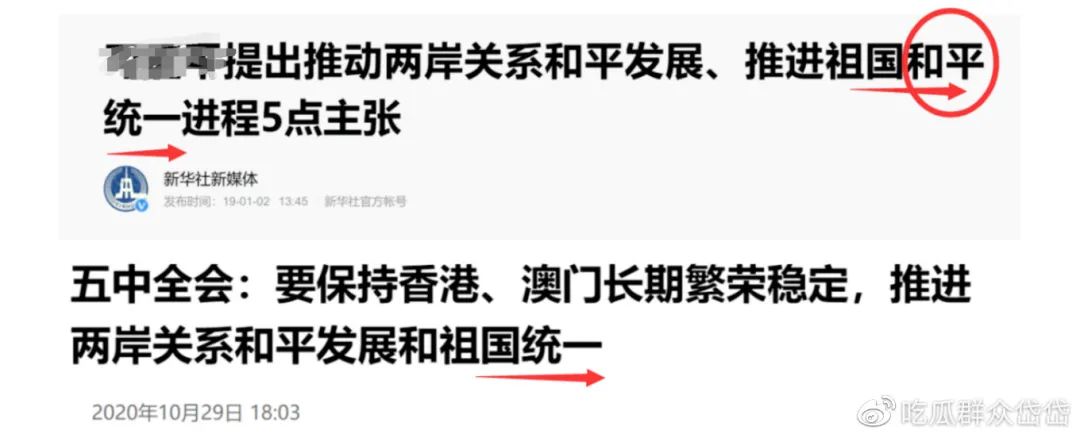 提出推动两岸关系和平发展、推进祖国和平
统一进程5点主张
新华社新媒体
发布时间：19-01-02 13:45 新华社官方帐号
五中全会：要保持香港、澳门长期繁荣稳定，推进
两岸关系和平发展和祖国统一
2020年10月29日 18:03
@吃瓜群众岱岱